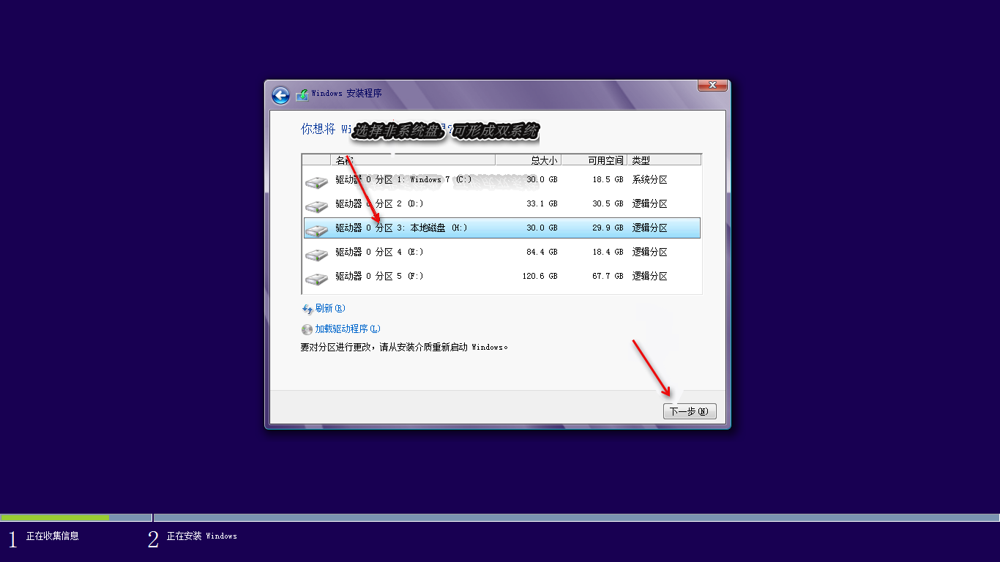 Windows 安装程序
你想将 Wi
选择非系统盘，可形成双系统
名称 总大小 可用空间 类型
驱动器 0 分区 1: Windows 7 (C:) 30.0 GB 18.5 GB 系统分区
驱动器 0 分区 2 (D:) 33.1 GB 30.5 GB 逻辑分区
驱动器 0 分区 3: 本地磁盘 (H:) 30.0 GB 29.9 GB 逻辑分区
驱动器 0 分区 4 (E:) 84.4 GB 18.4 GB 逻辑分区
驱动器 0 分区 5 (F:) 120.6 GB 67.7 GB 逻辑分区
刷新(R)
加载驱动程序(L)
要对分区进行更改，请从安装介质重新启动 Windows。
下一步(N)
1 正在收集信息 2 正在安装 Windows